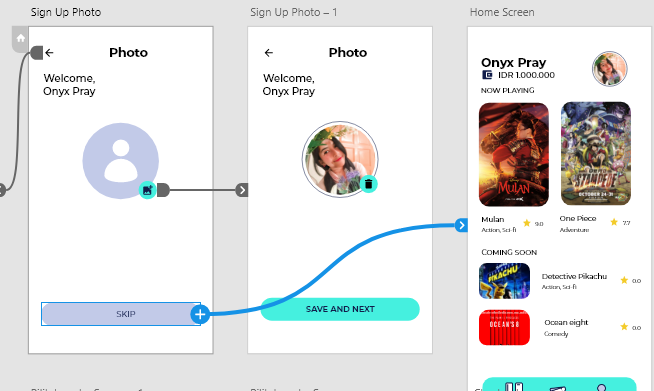 Sign Up Photo
Photo
Welcome,
Onyx Pray
SKIP
Sign Up Photo – 1
Photo
Welcome,
Onyx Pray
SAVE AND NEXT
Home Screen
Onyx Pray
IDR 1.000.000
NOW PLAYING
MULAN
STAMPEDE
Mulan
Action, Sci-fi
9.0
One Piece
Adventure
7.7
COMING SOON
PIKACHU
Detective Pikachu
Action, Sci-fi
0.0
OCEAN'S 8
Ocean eight
Comedy
0.0